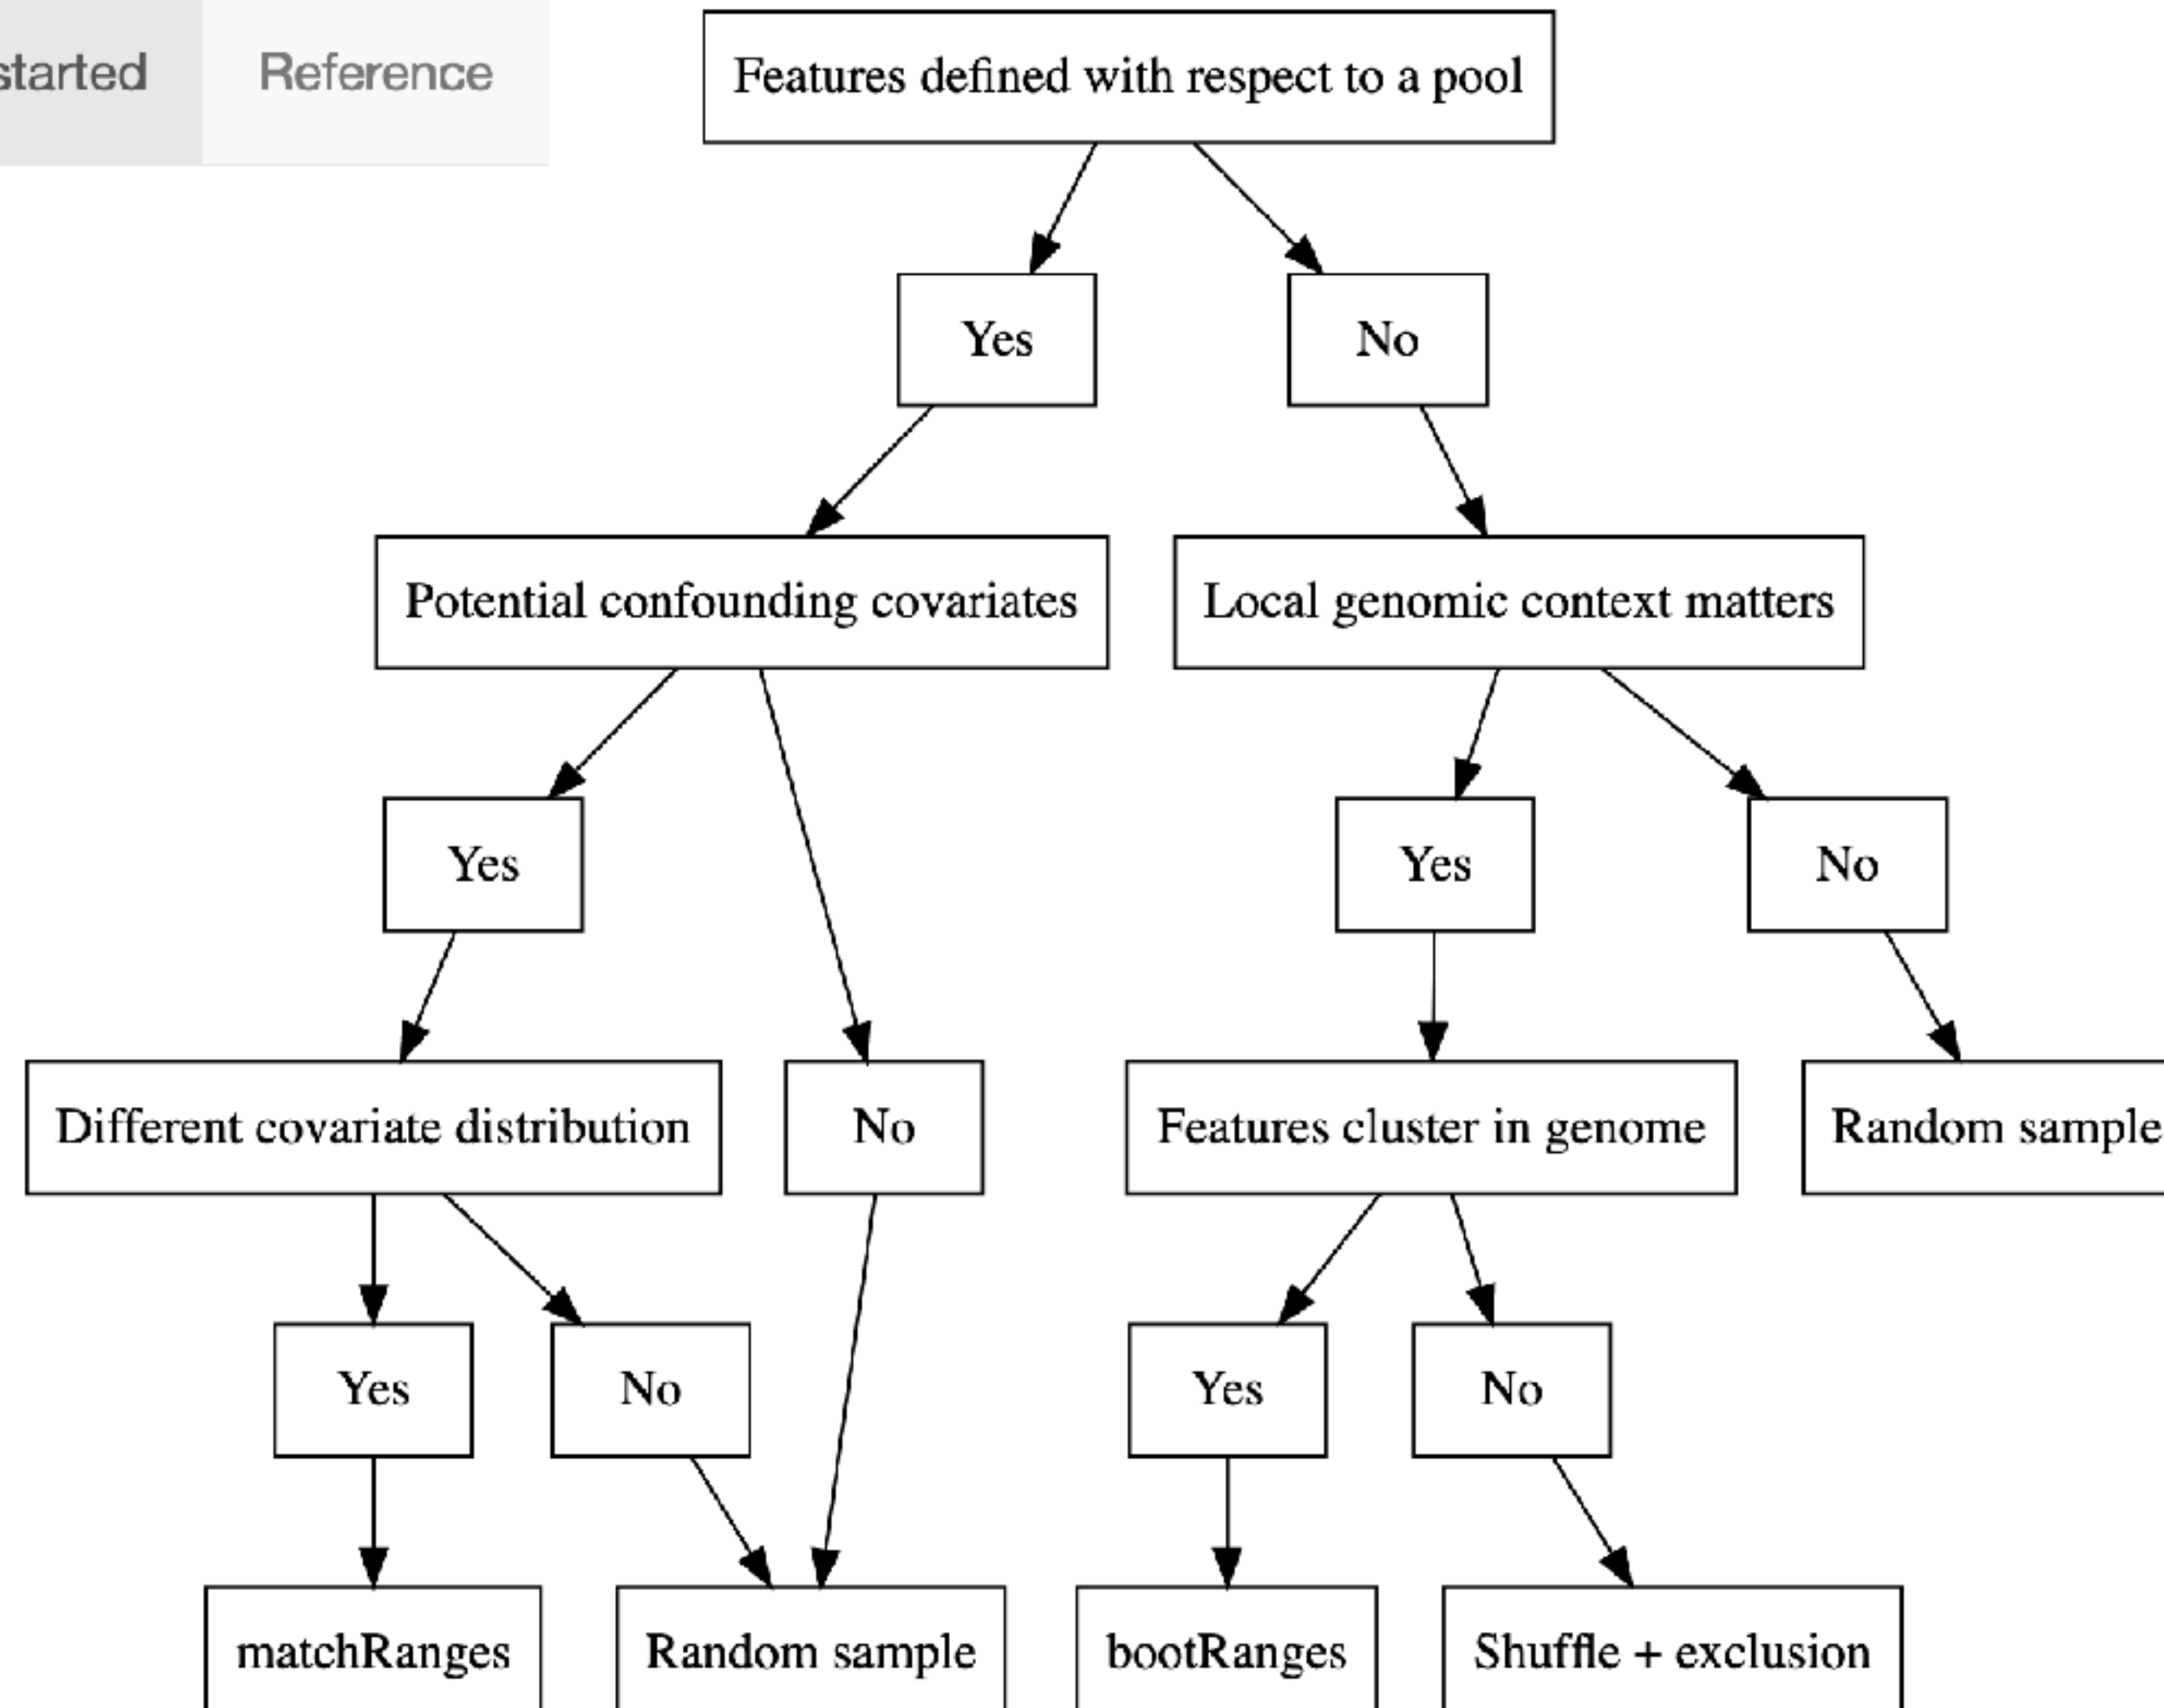 started
Reference
Features defined with respect to a pool
Yes
No
Potential confounding covariates
Local genomic context matters
Yes
Yes
No
Different covariate distribution
No
Features cluster in genome
Random sample
Yes
No
Yes
No
matchRanges
Random sample
bootRanges
Shuffle + exclusion